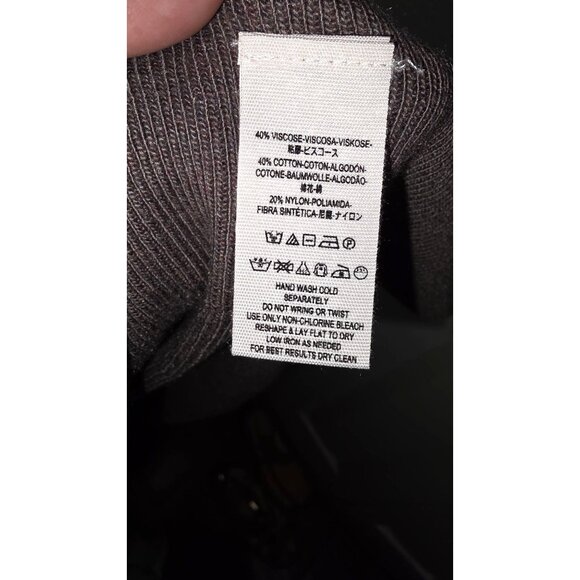 40% VISCOSE-VISCOSA-VISKOSE-
粘膠-ビスコース
40% COTTON-COTON-ALGODÓN-
COTONE-BAUMWOLLE-ALGODÃO-
棉花-綿
20% NYLON-POLIAMIDA-
FIBRA SINTÉTICA-尼龍-ナイロン
HAND WASH COLD
SEPARATELY
DO NOT WRING OR TWIST
USE ONLY NON-CHLORINE BLEACH
RESHAPE & LAY FLAT TO DRY
LOW IRON AS NEEDED
FOR BEST RESULTS DRY CLEAN